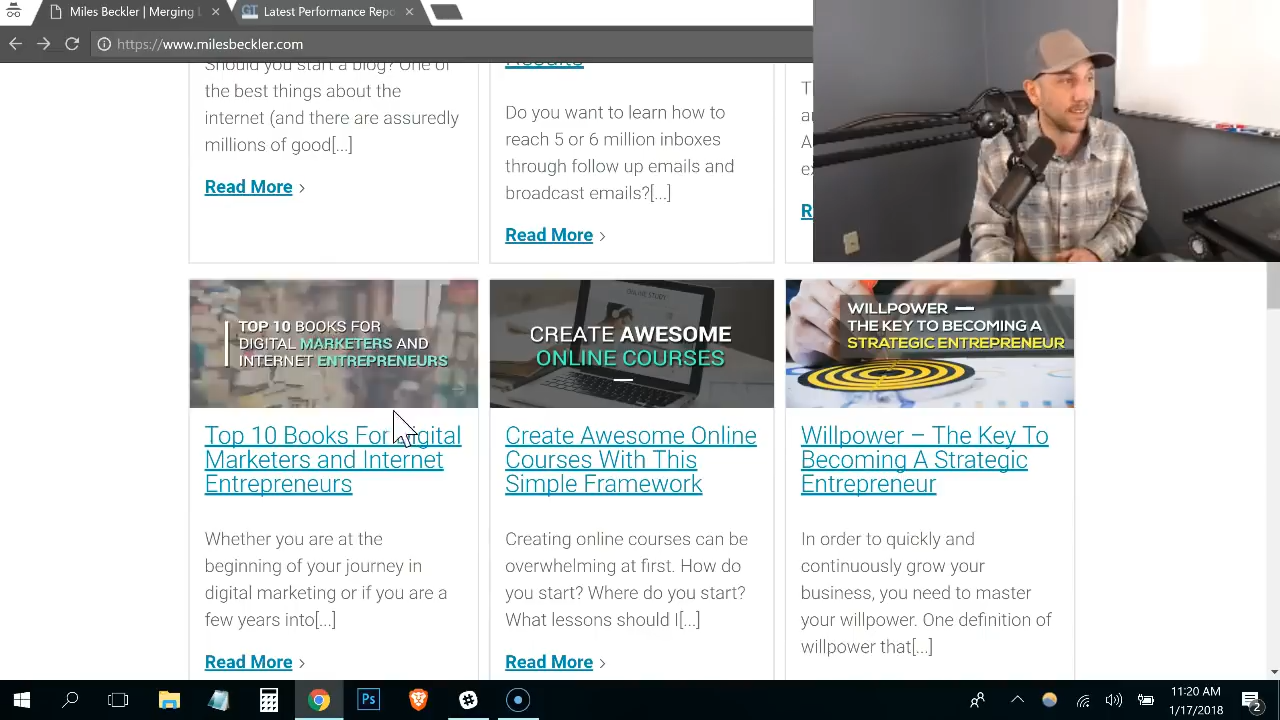 Miles Beckler | Merging
Latest Performance Repo
https://www.milesbeckler.com
Should you start a blog? One of
the best things about the
internet (and there are assuredly
millions of good[...]
Read More
Results
Do you want to learn how to
reach 5 or 6 million inboxes
through follow up emails and
broadcast emails?[...]
Read More
TOP 10 BOOKS FOR
DIGITAL MARKETERS AND
INTERNET ENTREPRENEURS
Top 10 Books For Digital
Marketers and Internet
Entrepreneurs
Whether you are at the
beginning of your journey in
digital marketing or if you are a
few years into[...]
Read More
ONLINE STUDY
CREATE AWESOME
ONLINE COURSES
Create Awesome Online
Courses With This
Simple Framework
Creating online courses can be
overwhelming at first. How do
you start? Where do you start?
What lessons should I[...]
Read More
WILLPOWER —
THE KEY TO BECOMING A
STRATEGIC ENTREPRENEUR
Willpower – The Key To
Becoming A Strategic
Entrepreneur
In order to quickly and
continuously grow your
business, you need to master
your willpower. One definition of
willpower that[...]
Ps
11:20 AM
1/17/2018
2